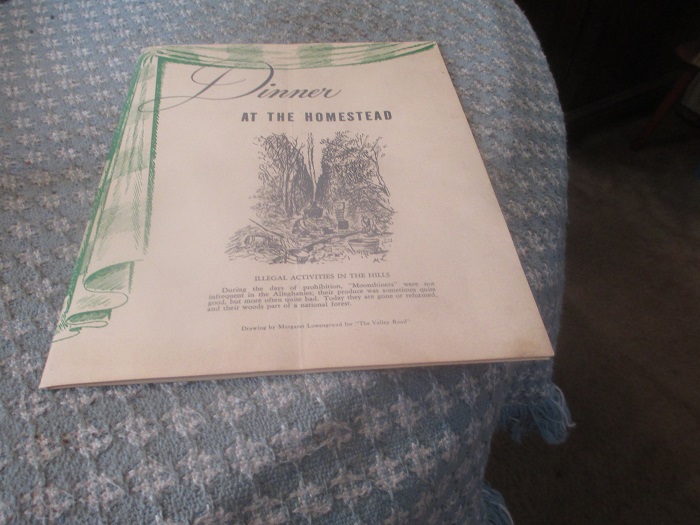 Dinner
AT THE HOMESTEAD
ILLEGAL ACTIVITIES IN THE HILLS
During the days of prohibition, "Moonshiners" were not
infrequent in the Alleghanies; their produce was sometimes quite
good, but more often quite bad. Today they are gone or reformed,
and their woods part of a national forest.
Drawing by Margaret Lowengrund for "The Valley Road"